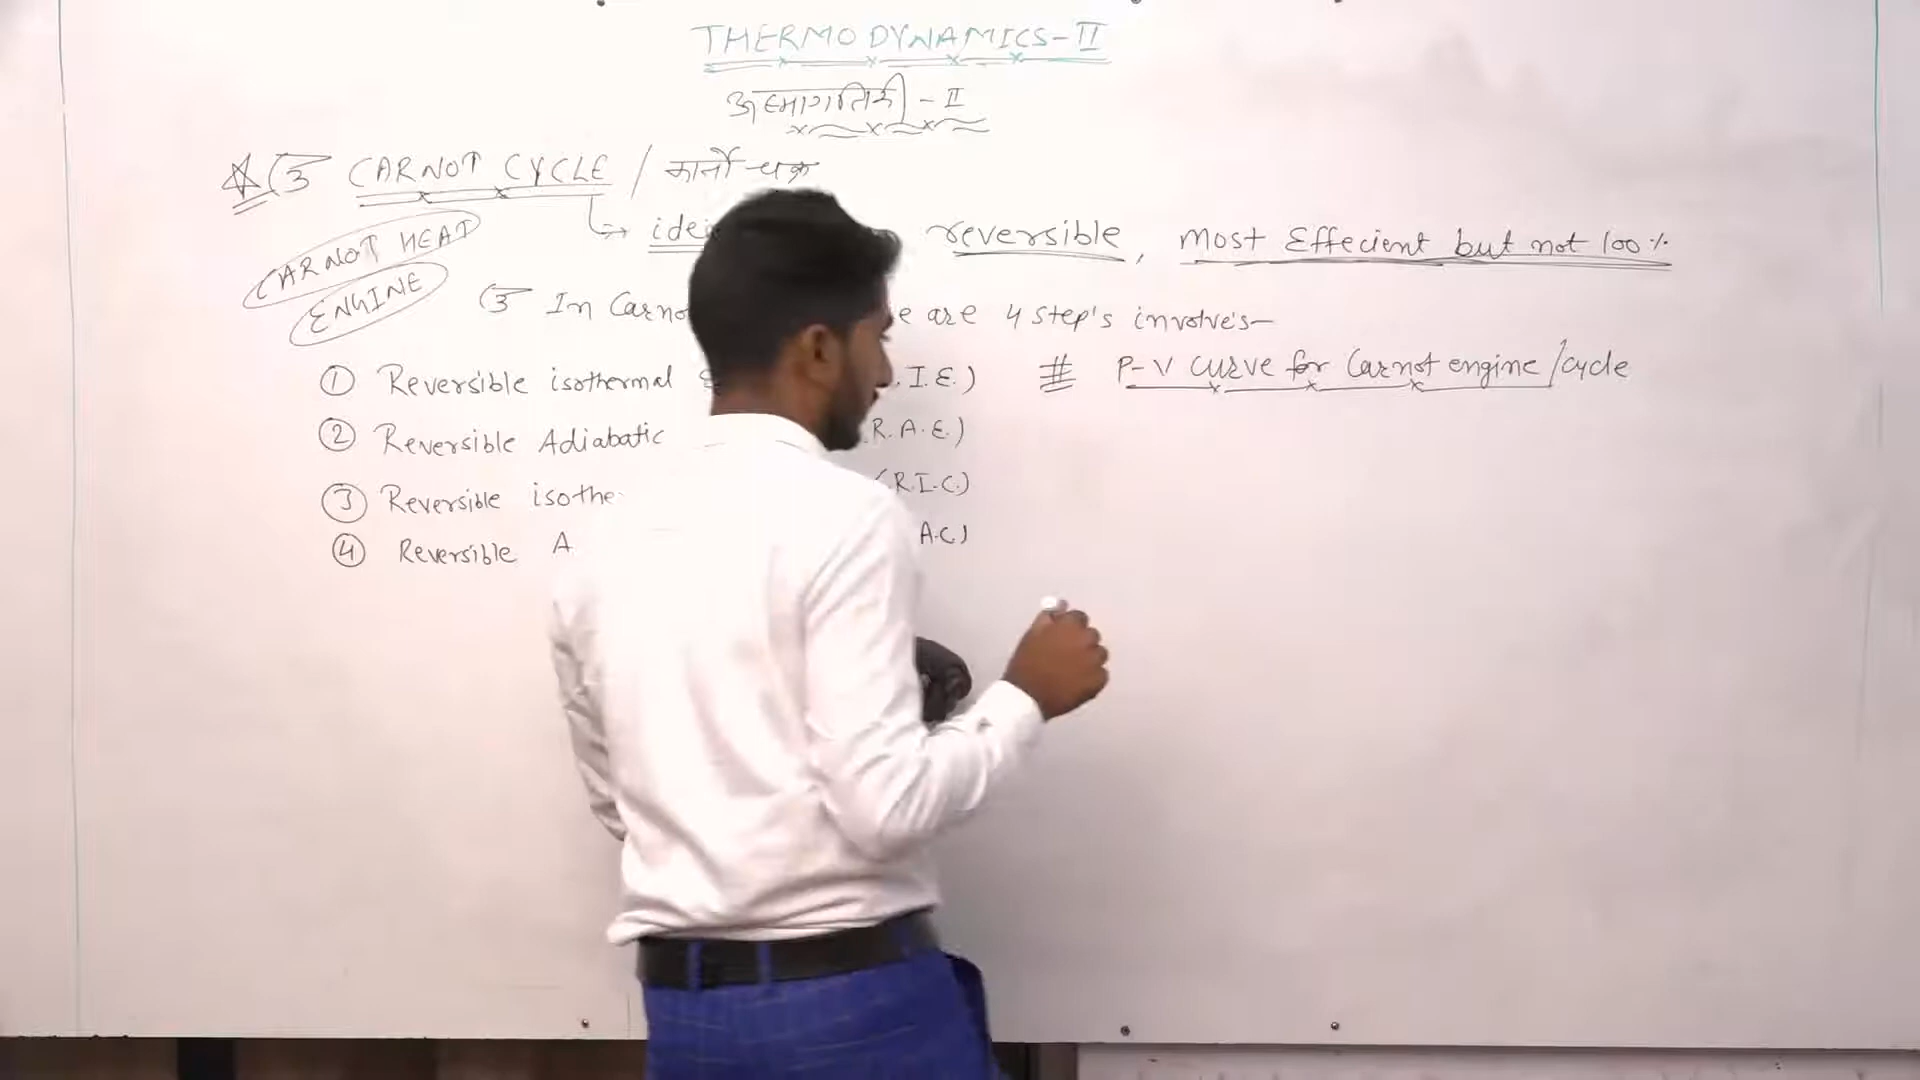 THERMODYNAMICS-II
ऊष्मागतिकी - II
CARNOT CYCLE / कार्नो चक्र
reversible, most Effecient but not 100%
CARNOT HEAT ENGINE
In Carno e are 4 step's involve's-
① Reversible isothermal .I.E.)
② Reversible Adiabatic R.A.E.)
③ Reversible isothe (R.I.C.)
④ Reversible A A.C)
# P-V curve for Carnot engine/cycle